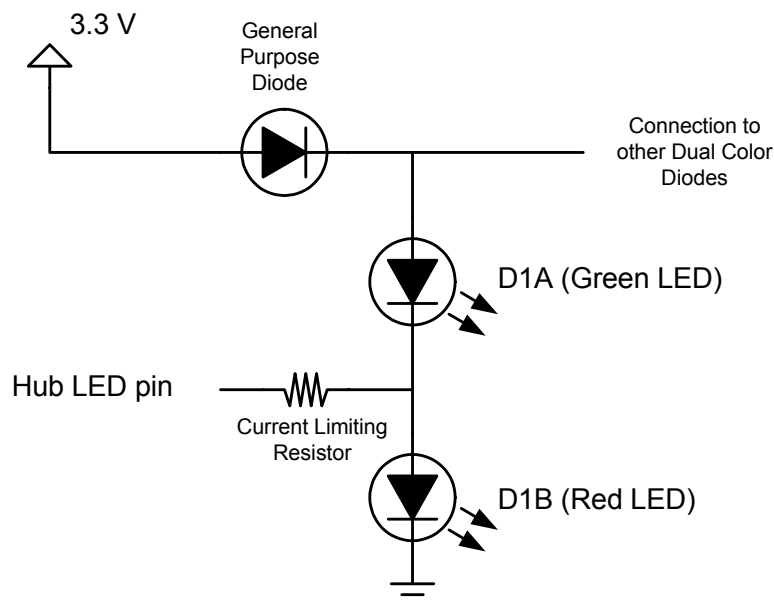 3.3 V
General
Purpose
Diode
Connection to
other Dual Color
Diodes
D1A (Green LED)
Hub LED pin
Current Limiting
Resistor
D1B (Red LED)